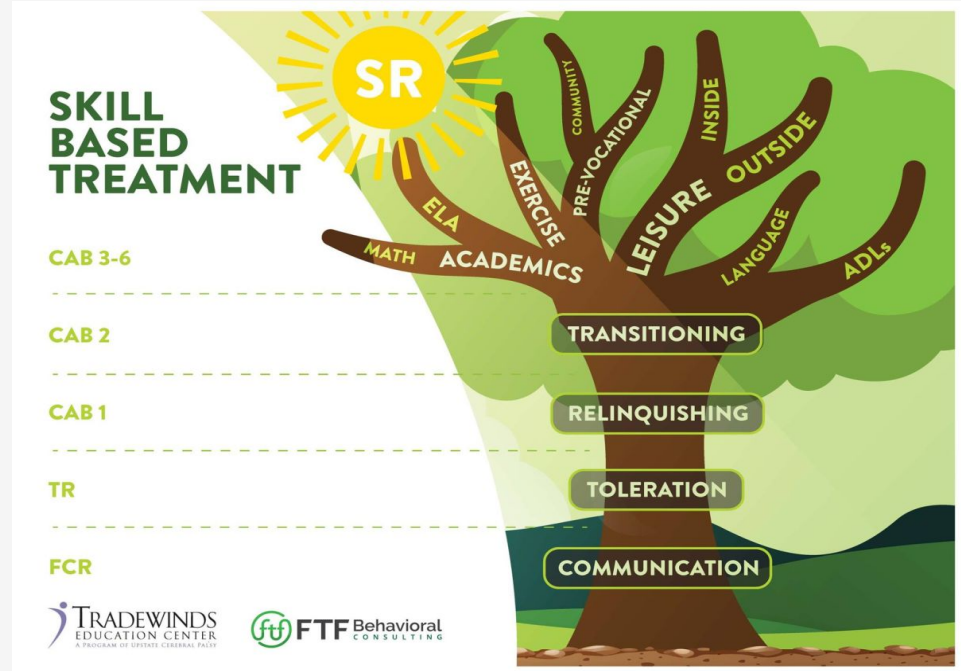 SKILL
BASED
TREATMENT
SR
COMMUNITY
PRE-VOCATIONAL
INSIDE
OUTSIDE
LEISURE
EXERCISE
ELA
MATH
ACADEMICS
LANGUAGE
ADLs
CAB 3-6
CAB 2
TRANSITIONING
CAB 1
RELINQUISHING
TR
TOLERATION
FCR
COMMUNICATION
TRADEWINDS
EDUCATION CENTER
A PROGRAM OF UPSTATE CEREBRAL PALSY
ftf
FTF Behavioral
CONSULTING